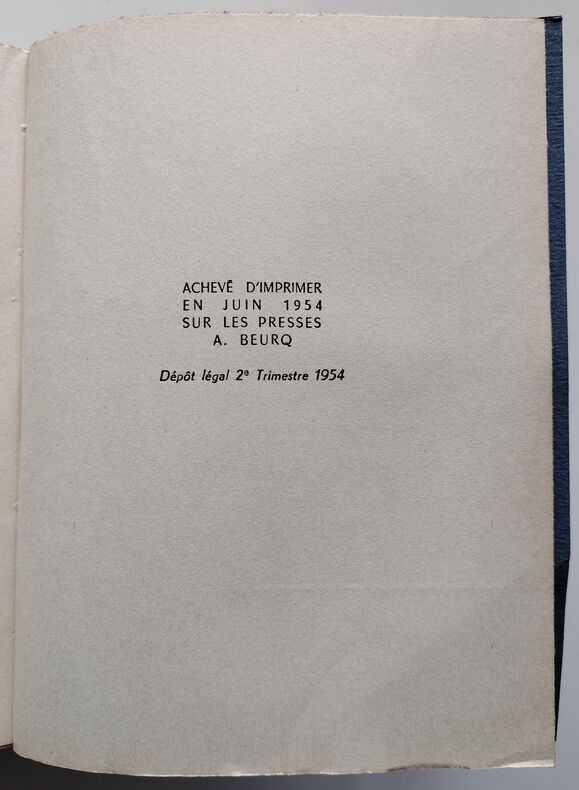 ACHEVÉ D'IMPRIMER
EN JUIN 1954
SUR LES PRESSES
A. BEURQ
Dépôt légal 2e Trimestre 1954